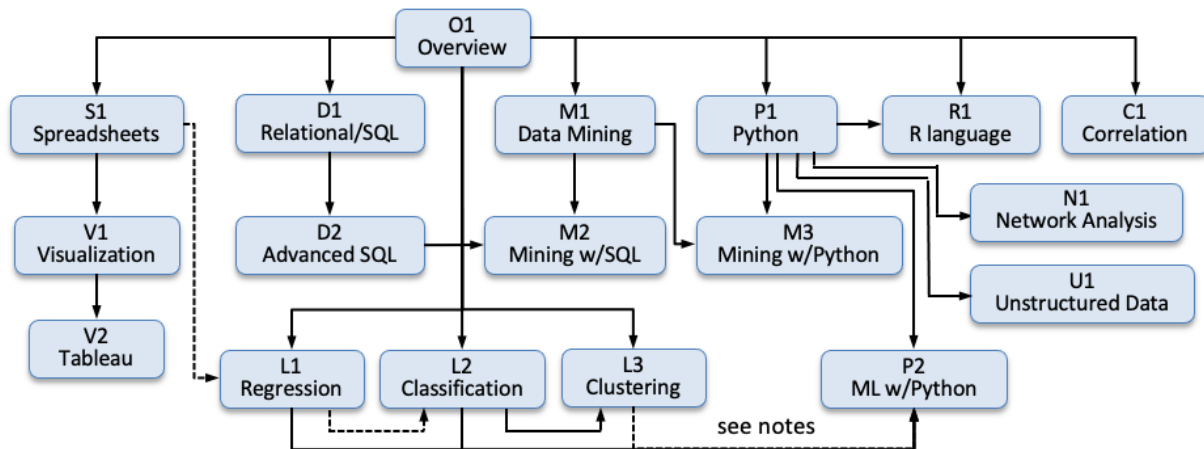 O1
Overview
S1
Spreadsheets
D1
Relational/SQL
M1
Data Mining
P1
Python
R1
R language
C1
Correlation
V1
Visualization
D2
Advanced SQL
M2
Mining w/SQL
M3
Mining w/Python
N1
Network Analysis
U1
Unstructured Data
V2
Tableau
L1
Regression
L2
Classification
L3
Clustering
P2
ML w/Python
see notes